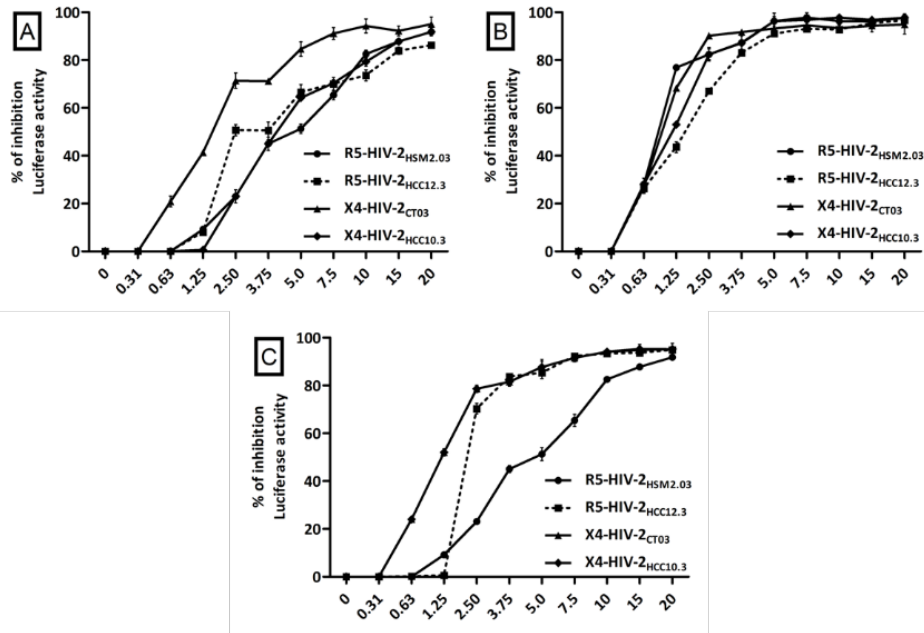 A
% of inhibition
Luciferase activity
100
80
60
40
20
0
R5-HIV-2HSM2.03
R5-HIV-2HCC12.3
X4-HIV-2CT03
X4-HIV-2HCC10.3
0 0.31 0.63 1.25 2.50 3.75 5.0 7.5 10 15 20
B
% of inhibition
Luciferase activity
100
80
60
40
20
0
R5-HIV-2HSM2.03
R5-HIV-2HCC12.3
X4-HIV-2CT03
X4-HIV-2HCC10.3
0 0.31 0.63 1.25 2.50 3.75 5.0 7.5 10 15 20
C
% of inhibition
Luciferase activity
100
80
60
40
20
0
R5-HIV-2HSM2.03
R5-HIV-2HCC12.3
X4-HIV-2CT03
X4-HIV-2HCC10.3
0 0.31 0.63 1.25 2.50 3.75 5.0 7.5 10 15 20